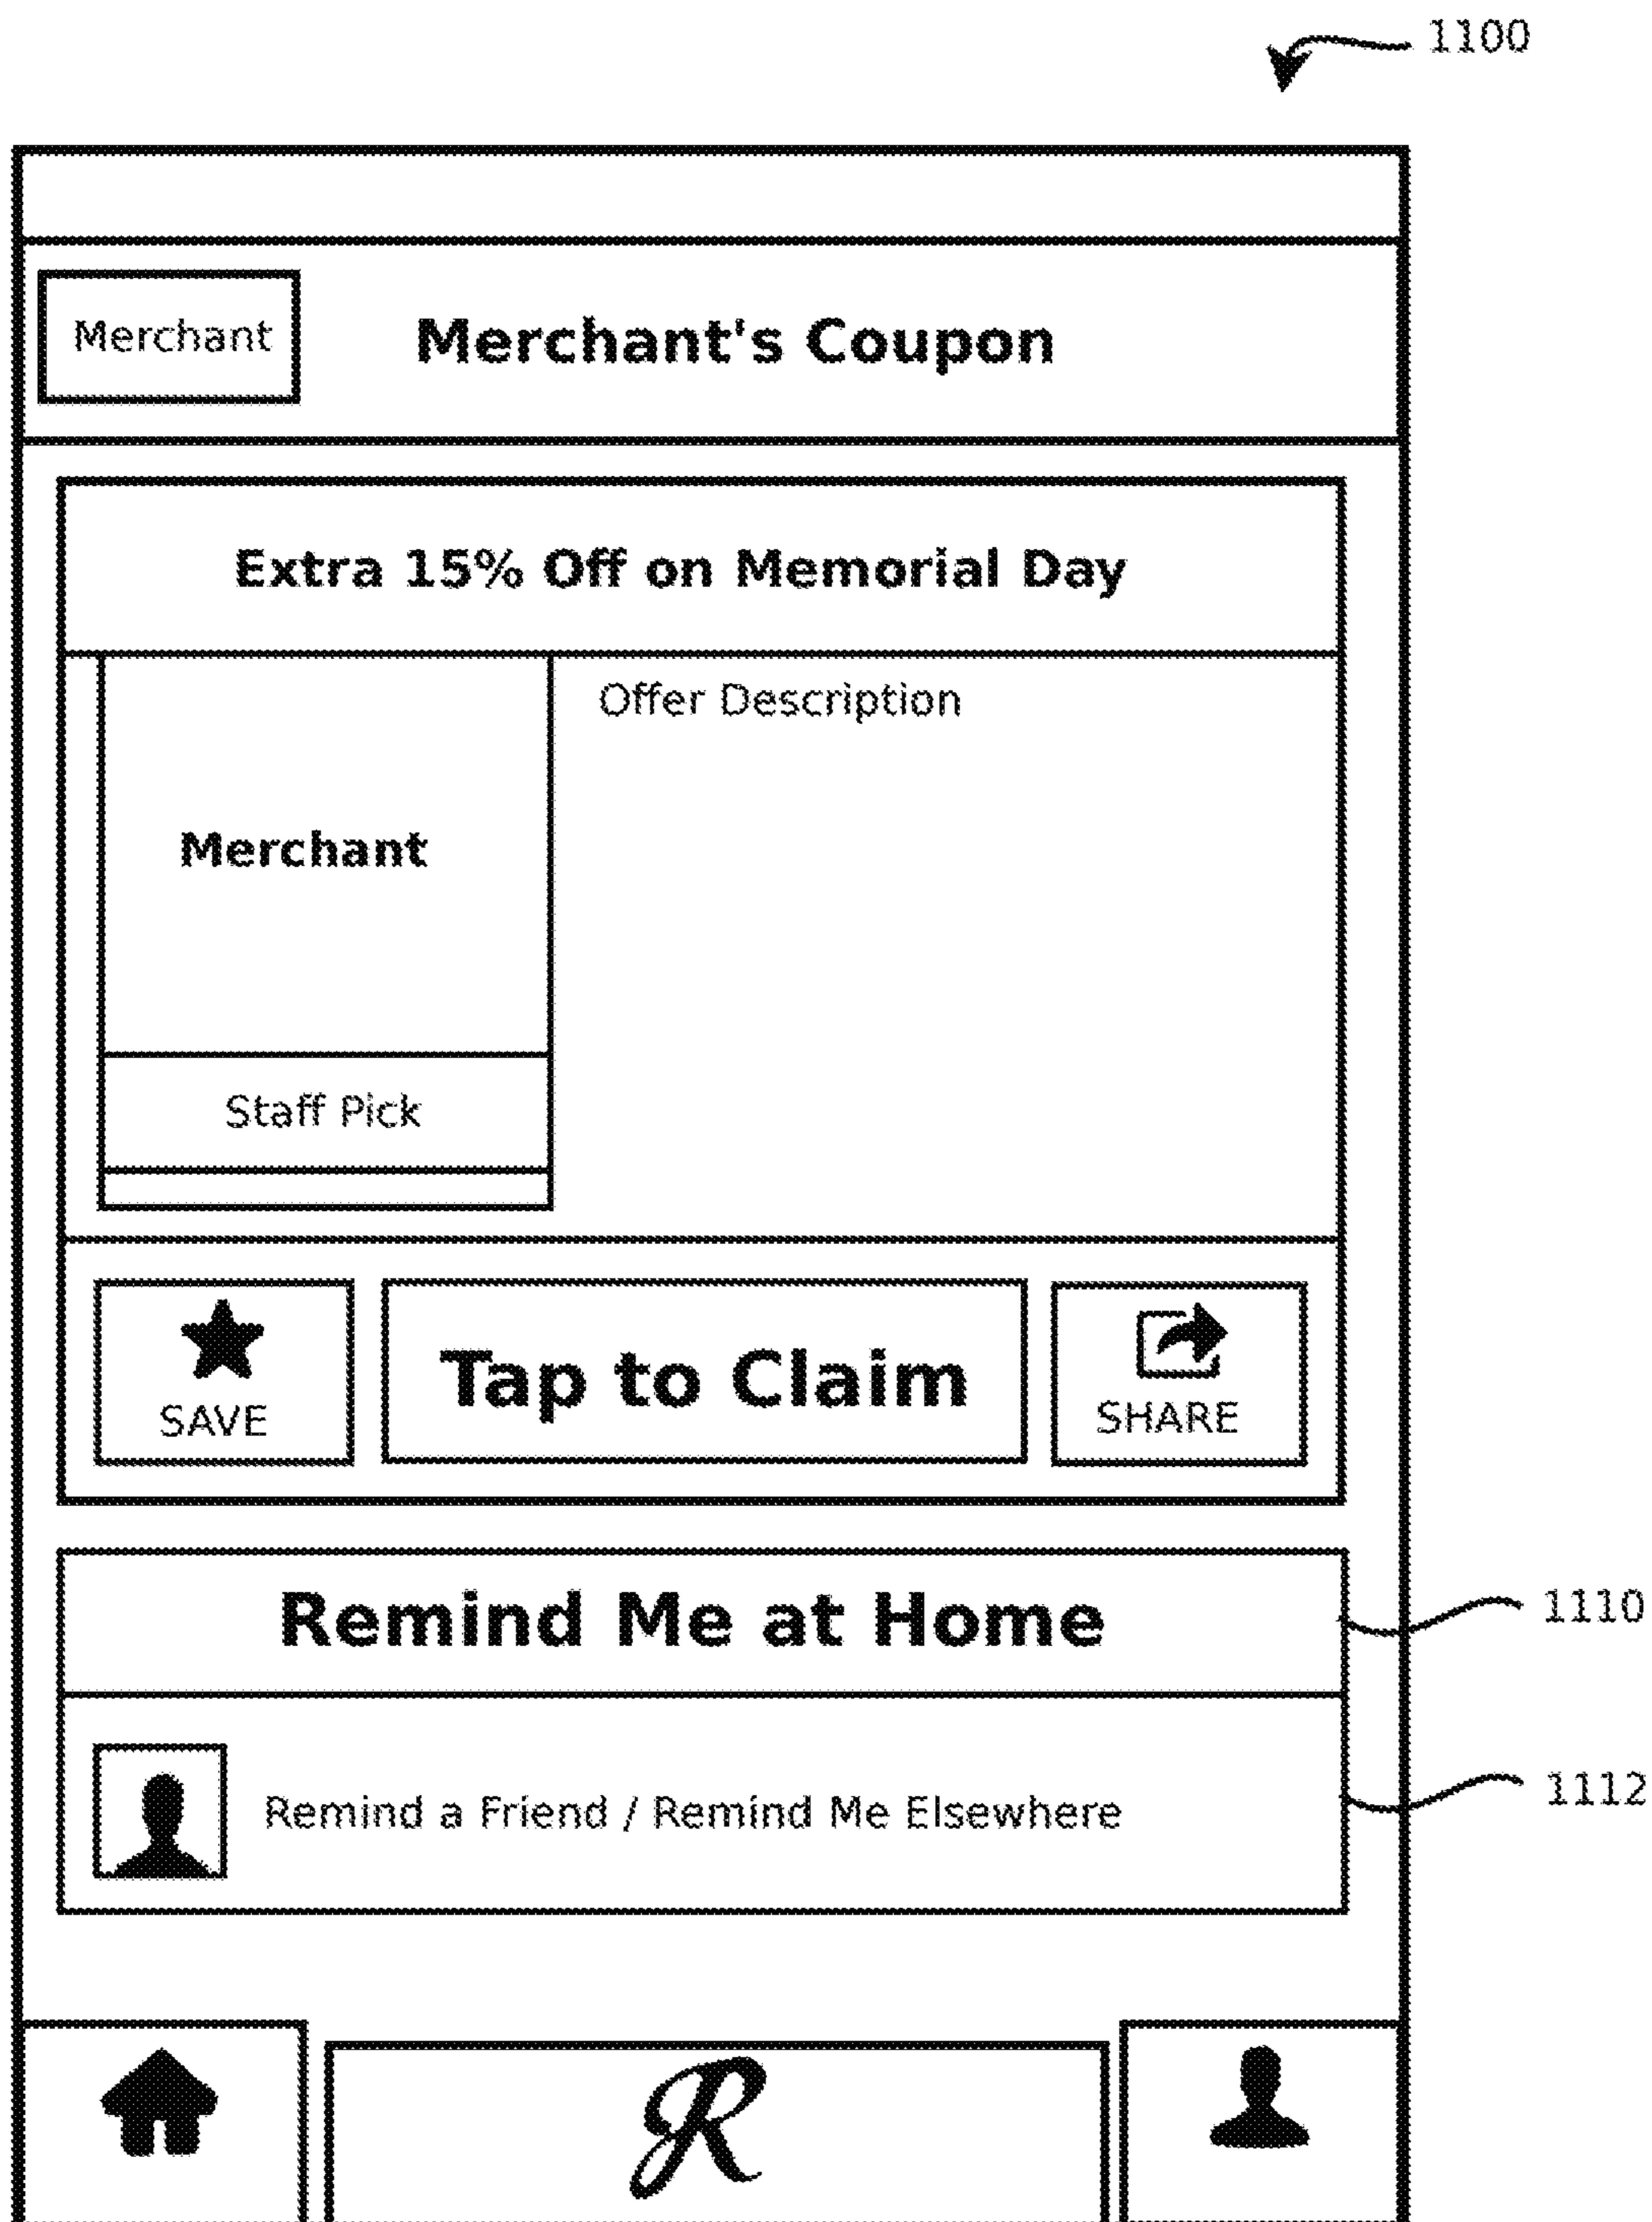 1100
Merchant
Merchant's Coupon
Extra 15% Off on Memorial Day
Offer Description
Merchant
Staff Pick
SAVE
Tap to Claim
SHARE
Remind Me at Home
1110
Remind a Friend / Remind Me Elsewhere
1112
R